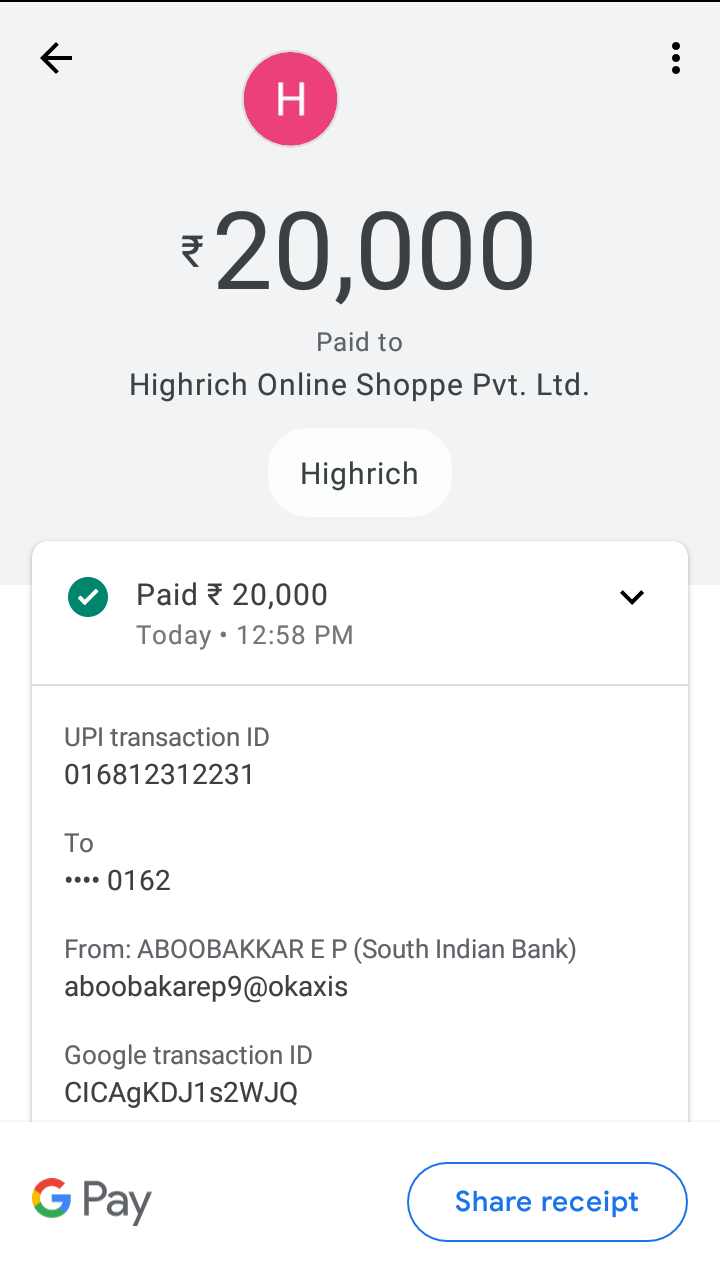 H
₹20,000
Paid to
Highrich Online Shoppe Pvt. Ltd.
Highrich
Paid ₹ 20,000
Today • 12:58 PM
UPI transaction ID
016812312231
To
•••• 0162
From: ABOOBAKKAR E P (South Indian Bank)
aboobakarep9@okaxis
Google transaction ID
CICAgKDJ1s2WJQ
G Pay
Share receipt